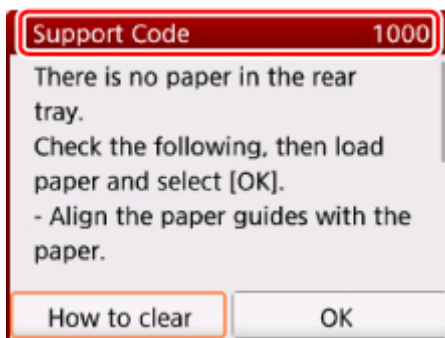 Support Code 1000
There is no paper in the rear
tray.
Check the following, then load
paper and select [OK].
- Align the paper guides with the
paper.
How to clear OK